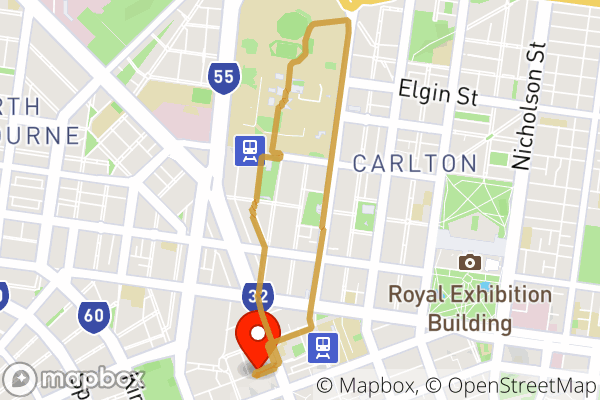 55
Elgin St
Nicholson St
RTH
OURNE
CARLTON
32
60
Royal Exhibition
Building
mapbox
© Mapbox, © OpenStreetMap